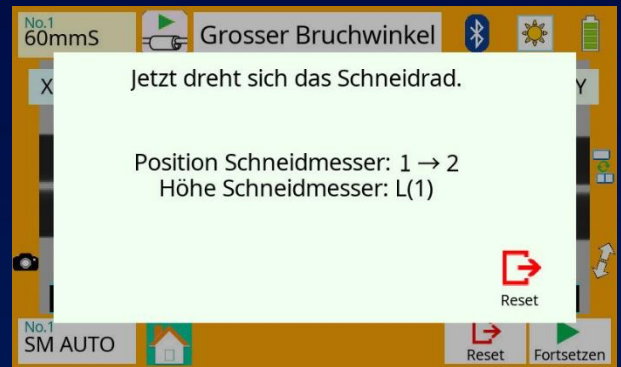 No.1
60mmS
Grosser Bruchwinkel
X
Y
Jetzt dreht sich das Schneidrad.
Position Schneidmesser: 1 → 2
Höhe Schneidmesser: L(1)
Reset
No.1
SM AUTO
Reset
Fortsetzen